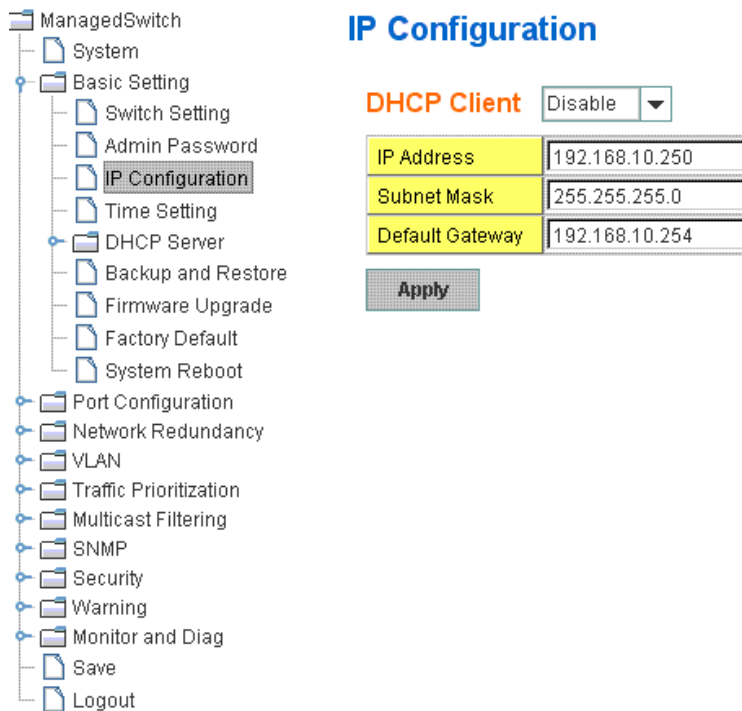 ManagedSwitch
System
Basic Setting
Switch Setting
Admin Password
IP Configuration
Time Setting
DHCP Server
Backup and Restore
Firmware Upgrade
Factory Default
System Reboot
Port Configuration
Network Redundancy
VLAN
Traffic Prioritization
Multicast Filtering
SNMP
Security
Warning
Monitor and Diag
Save
Logout
IP Configuration
DHCP Client Disable
IP Address 192.168.10.250
Subnet Mask 255.255.255.0
Default Gateway 192.168.10.254
Apply